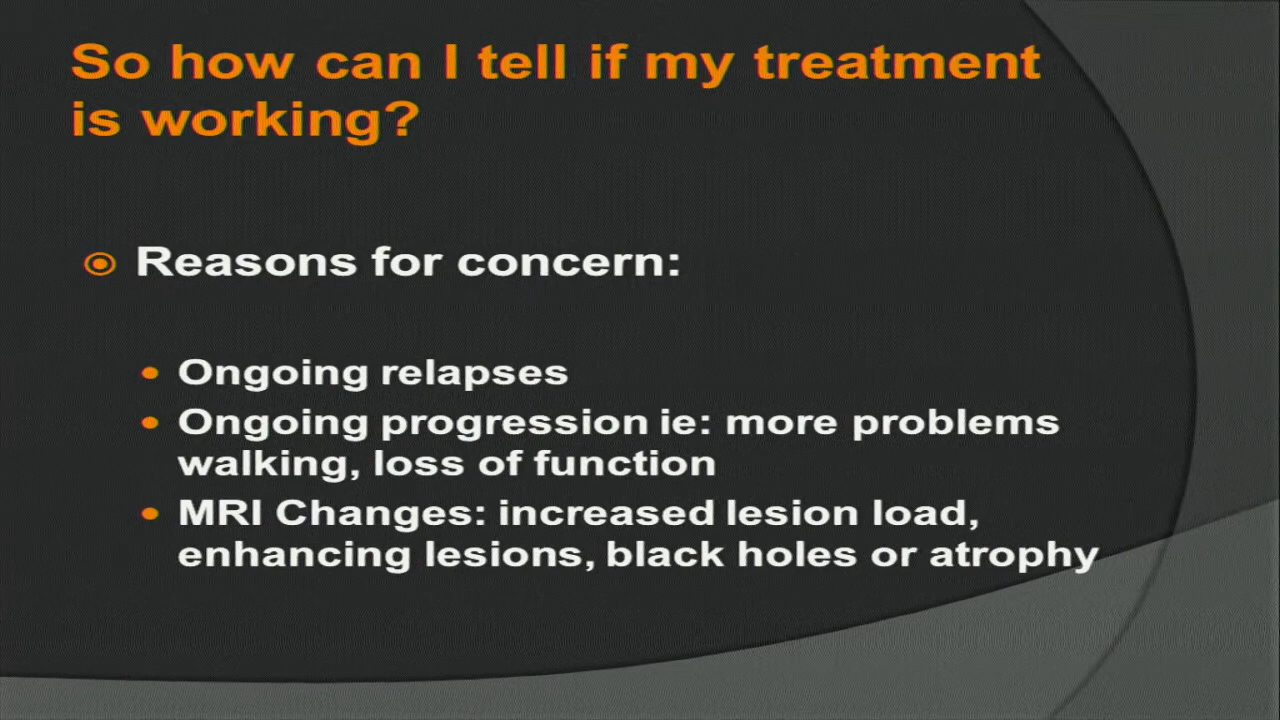 So how can I tell if my treatment
is working?
Reasons for concern:
Ongoing relapses
Ongoing progression ie: more problems
walking, loss of function
MRI Changes: increased lesion load,
enhancing lesions, black holes or atrophy